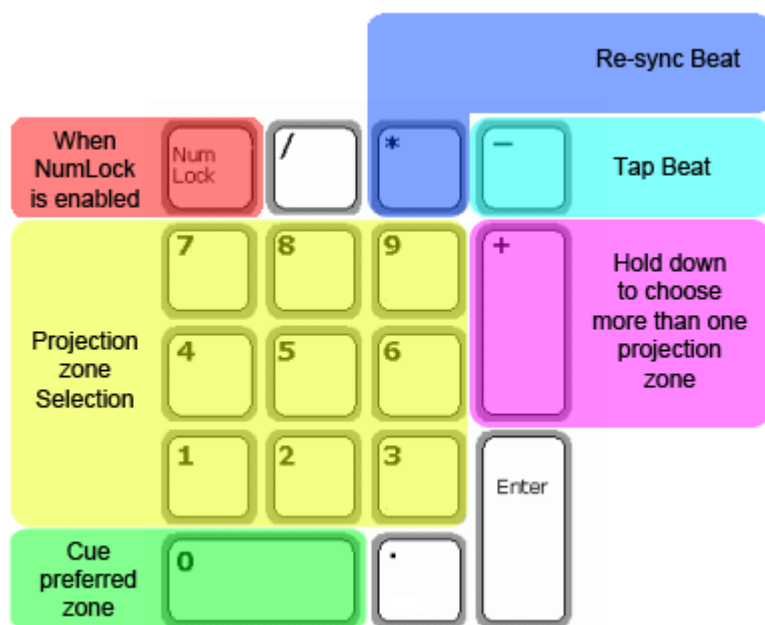 Re-sync Beat
When
NumLock
is enabled
Num
Lock
/
*
–
Tap Beat
7
8
9
+
Hold down
to choose
more than one
projection
zone
Projection
zone
Selection
4
5
6
1
2
3
Enter
Cue
preferred
zone
0
.